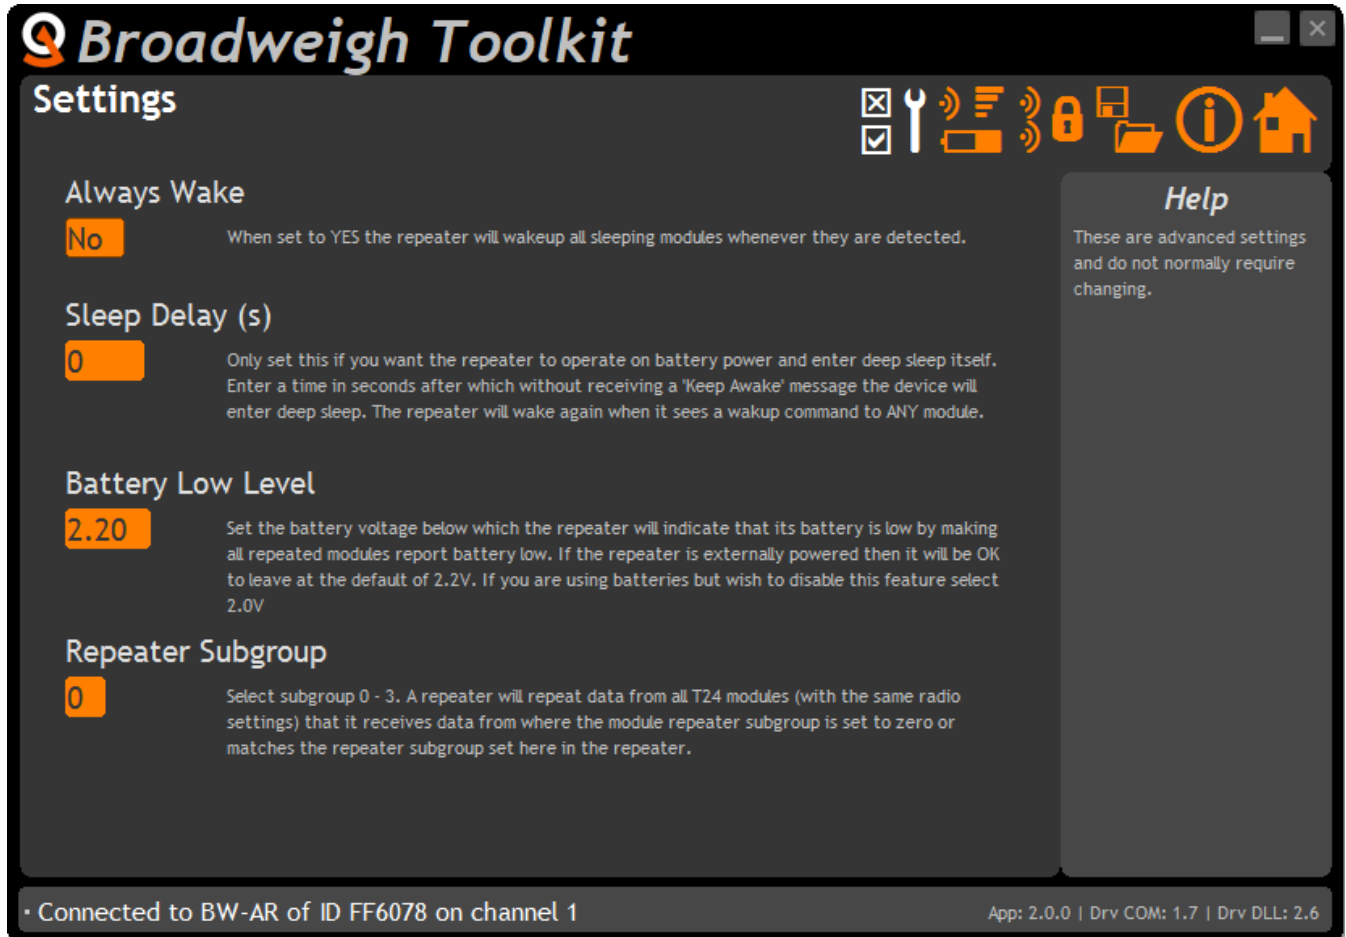 Broadweigh Toolkit
Settings
Always Wake
No
When set to YES the repeater will wakeup all sleeping modules whenever they are detected.
Sleep Delay (s)
0
Only set this if you want the repeater to operate on battery power and enter deep sleep itself.
Enter a time in seconds after which without receiving a 'Keep Awake' message the device will
enter deep sleep. The repeater will wake again when it sees a wakup command to ANY module.
Battery Low Level
2.20
Set the battery voltage below which the repeater will indicate that its battery is low by making
all repeated modules report battery low. If the repeater is externally powered then it will be OK
to leave at the default of 2.2V. If you are using batteries but wish to disable this feature select
2.0V
Repeater Subgroup
0
Select subgroup 0 - 3. A repeater will repeat data from all T24 modules (with the same radio
settings) that it receives data from where the module repeater subgroup is set to zero or
matches the repeater subgroup set here in the repeater.
Help
These are advanced settings
and do not normally require
changing.
Connected to BW-AR of ID FF6078 on channel 1
App: 2.0.0 | Drv COM: 1.7 | Drv DLL: 2.6